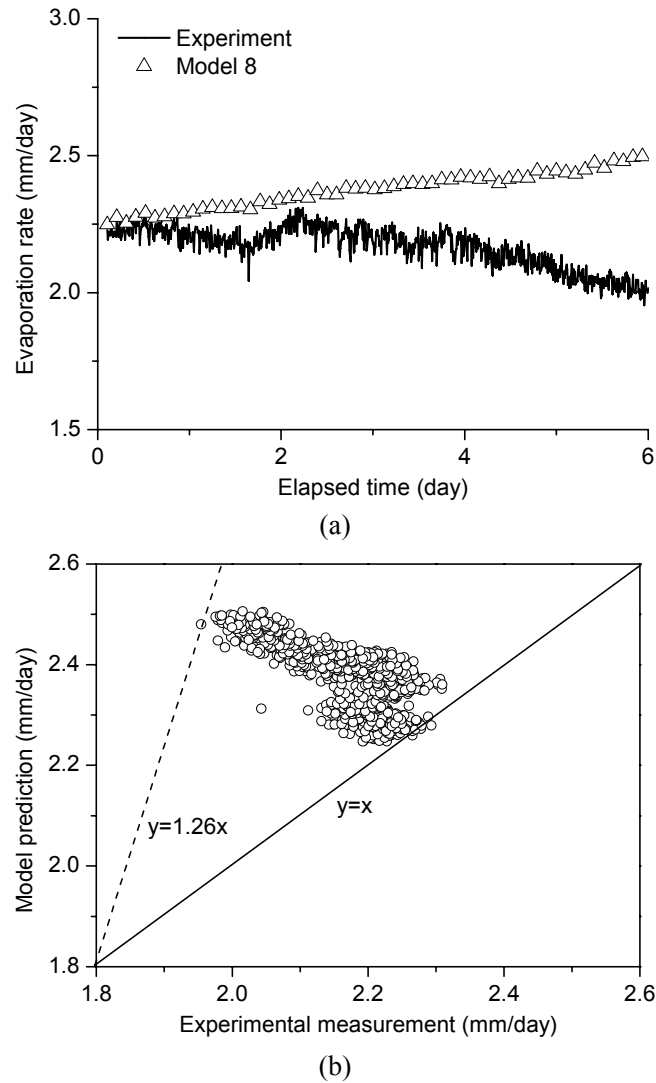 3.0
Experiment
Model 8
2.5
2.0
1.5
Evaporation rate (mm/day)
0 2 4 6
Elapsed time (day)
(a)
2.6
2.4
2.2
2.0
1.8
Model prediction (mm/day)
y=1.26x
y=x
1.8 2.0 2.2 2.4 2.6
Experimental measurement (mm/day)
(b)